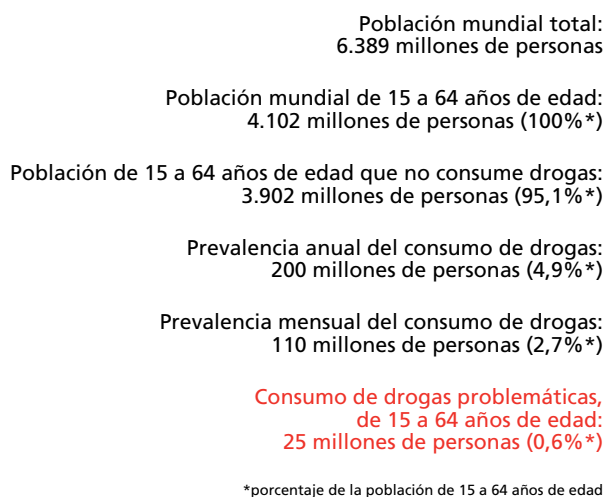 Población mundial total:
6.389 millones de personas
Población mundial de 15 a 64 años de edad:
4.102 millones de personas (100%*)
Población de 15 a 64 años de edad que no consume drogas:
3.902 millones de personas (95,1%*)
Prevalencia anual del consumo de drogas:
200 millones de personas (4,9%*)
Prevalencia mensual del consumo de drogas:
110 millones de personas (2,7%*)
Consumo de drogas problemáticas,
de 15 a 64 años de edad:
25 millones de personas (0,6%*)
*porcentaje de la población de 15 a 64 años de edad